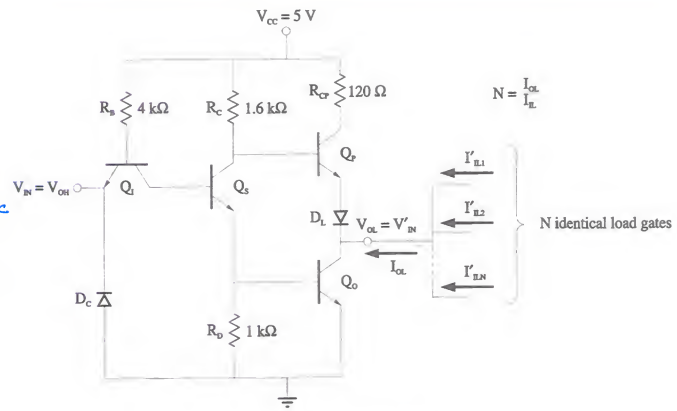 V_CC = 5 V
R_B 4 kΩ
R_C 1.6 kΩ
R_CP 120 Ω
N = I_OL / I_IL
V_IN = V_OH
Q_I
Q_S
Q_P
D_L
V_OL = V'_IN
I_OL
I'_IL1
I'_IL2
I'_ILN
N identical load gates
D_C
R_D 1 kΩ
Q_O